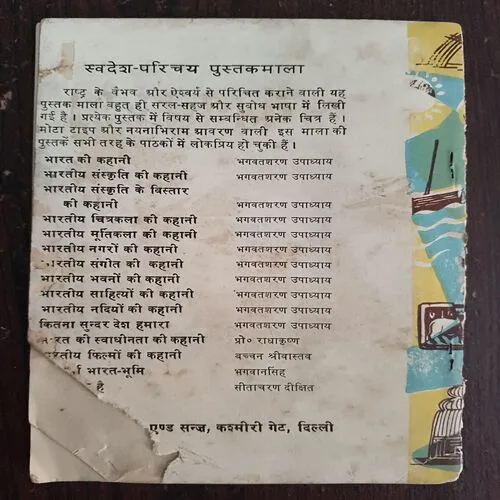 स्वदेश-परिचय पुस्तकमाला
राष्ट्र के वैभव और ऐश्वर्य से परिचित कराने वाली यह
पुस्तक माला बहुत ही सरल-सहज और सुबोध भाषा में लिखी
गई है। प्रत्येक पुस्तक में विषय से सम्बन्धित अनेक चित्र हैं।
मोटा टाइप और नयनाभिराम आवरण वाली इस माला की
पुस्तकें सभी तरह के पाठकों में लोकप्रिय हो चुकी हैं।
भारत की कहानी भगवतशरण उपाध्याय
भारतीय संस्कृति की कहानी भगवतशरण उपाध्याय
भारतीय संस्कृति के विस्तार
की कहानी भगवतशरण उपाध्याय
भारतीय चित्रकला की कहानी भगवतशरण उपाध्याय
भारतीय मूर्तिकला की कहानी भगवतशरण उपाध्याय
भारतीय नगरों की कहानी भगवतशरण उपाध्याय
भारतीय संगीत की कहानी भगवतशरण उपाध्याय
भारतीय भवनों की कहानी भगवतशरण उपाध्याय
भारतीय साहित्यों की कहानी भगवतशरण उपाध्याय
भारतीय नदियों की कहानी भगवतशरण उपाध्याय
कितना सुन्दर देश हमारा भगवतशरण उपाध्याय
भारत की स्वाधीनता की कहानी प्रो० राधाकृष्ण
भारतीय फिल्मों की कहानी बच्चन श्रीवास्तव
भारत-भूमि भगवानसिंह
है सीताचरण दीक्षित
एण्ड सन्ज़, कश्मीरी गेट, दिल्ली